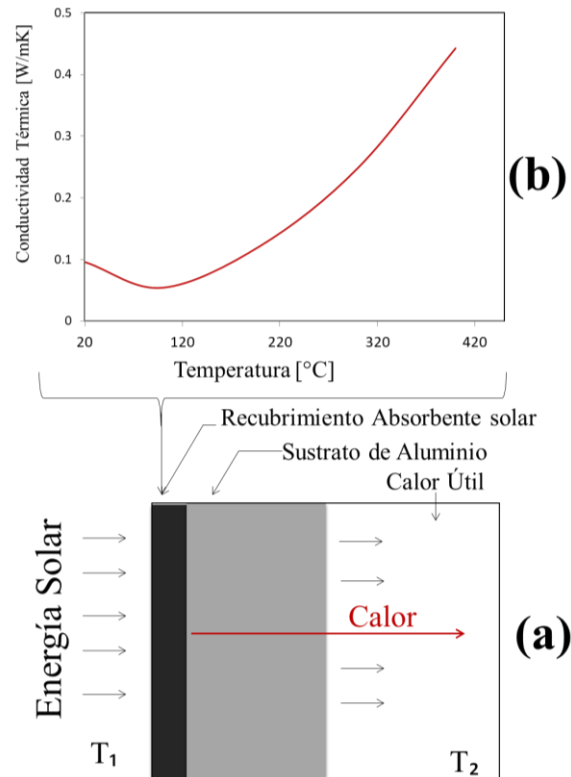 0.5
0.4
0.3
0.2
0.1
0
Conductividad Térmica [W/mK]
20 120 220 320 420
Temperatura [°C]
(b)
Recubrimiento Absorbente solar
Sustrato de Aluminio
Calor Útil
Energía Solar
Calor
(a)
T₁
T₂